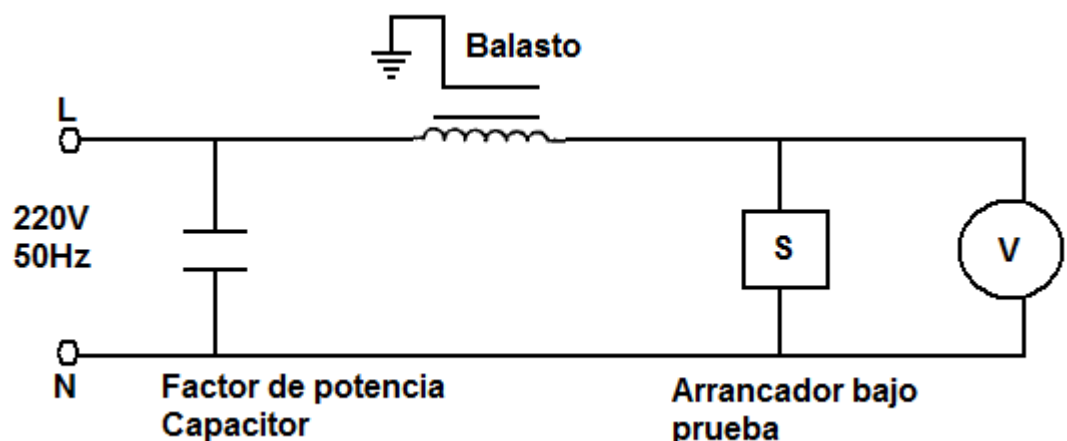 Balasto
L
220V
50Hz
S
V
N
Factor de potencia
Capacitor
Arrancador bajo
prueba